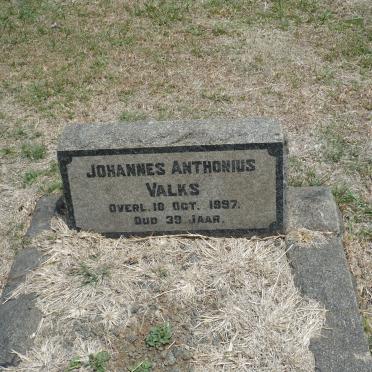 Johannes Anthonius
Valks
Overl. 10 Oct. 1897.
Oud 39 Jaar.